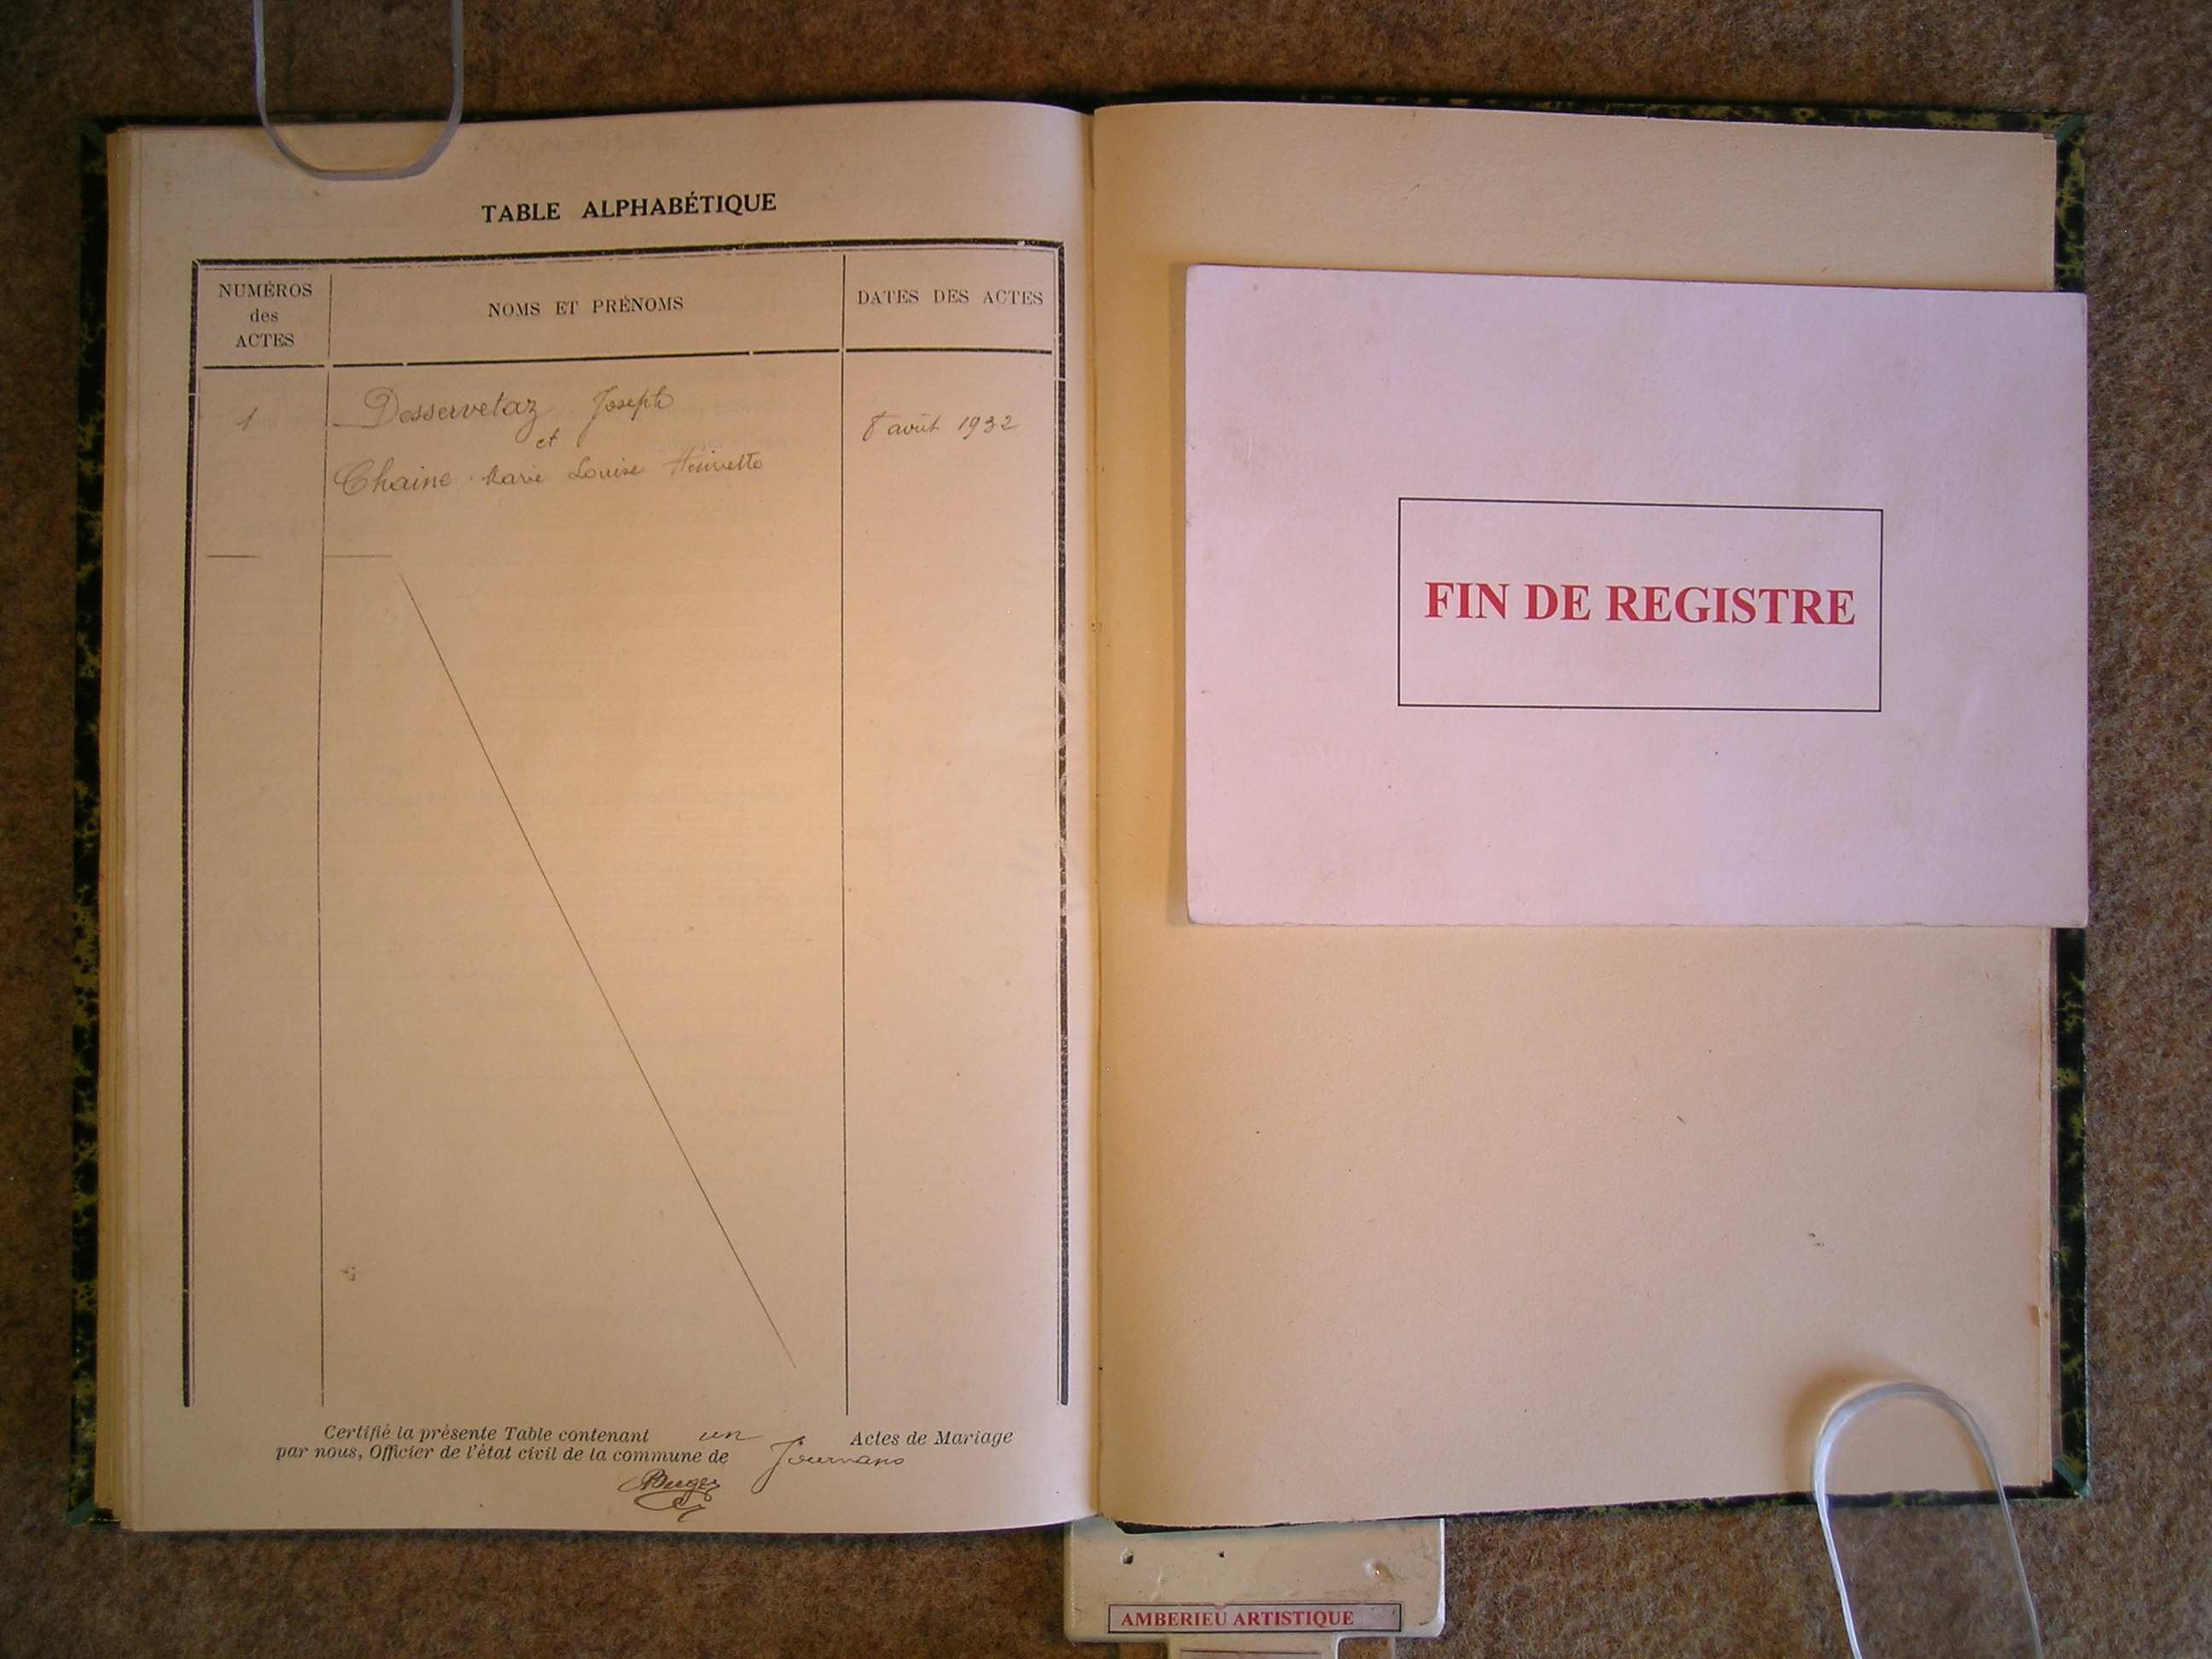 TABLE ALPHABÉTIQUE
NUMÉROS
des
ACTES
NOMS ET PRÉNOMS
DATES DES ACTES
1
Desservetaz Joseph
8 août 1932
et
Chaine Marie Louise Henriette
Certifié la présente Table contenant un Actes de Mariage
par nous, Officier de l'état civil de la commune de Journans
FIN DE REGISTRE
AMBERIEU ARTISTIQUE